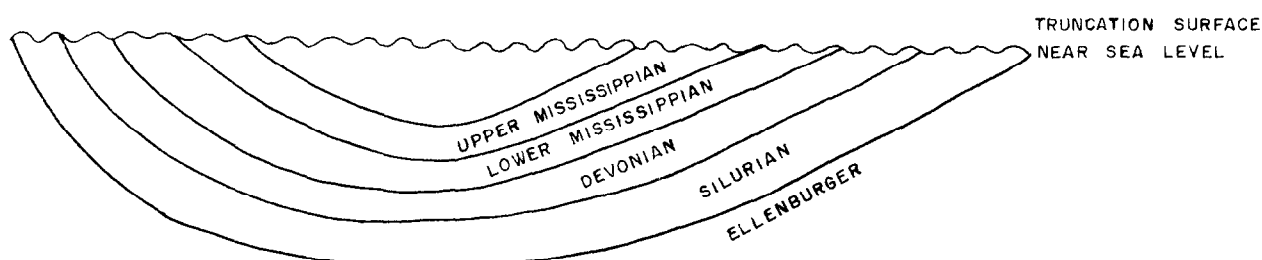 TRUNCATION SURFACE
NEAR SEA LEVEL
UPPER MISSISSIPPIAN
LOWER MISSISSIPPIAN
DEVONIAN
SILURIAN
ELLENBURGER